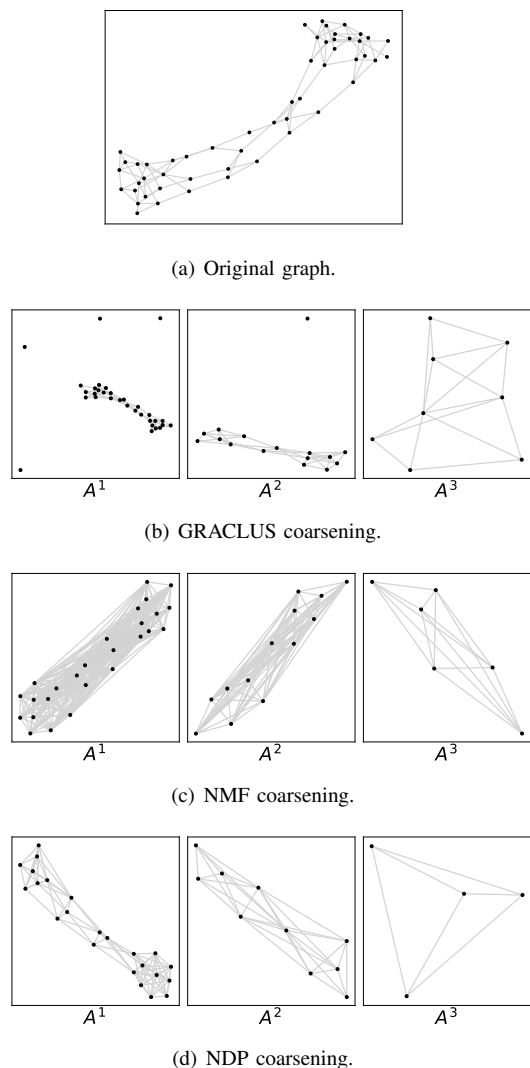 (a) Original graph.
A¹ A² A³
(b) GRACLUS coarsening.
A¹ A² A³
(c) NMF coarsening.
A¹ A² A³
(d) NDP coarsening.